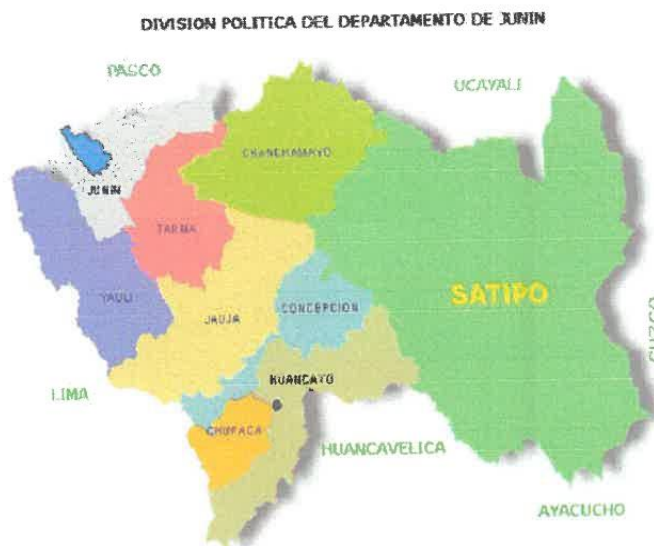 DIVISION POLITICA DEL DEPARTAMENTO DE JUNIN
PASCO
UCAYALI
CHANCHAMAYO
JUNIN
TARMA
SATIPO
YAULI
JAUJA
CONCEPCION
CUZCO
LIMA
HUANCAYO
CHUPACA
HUANCAVELICA
AYACUCHO